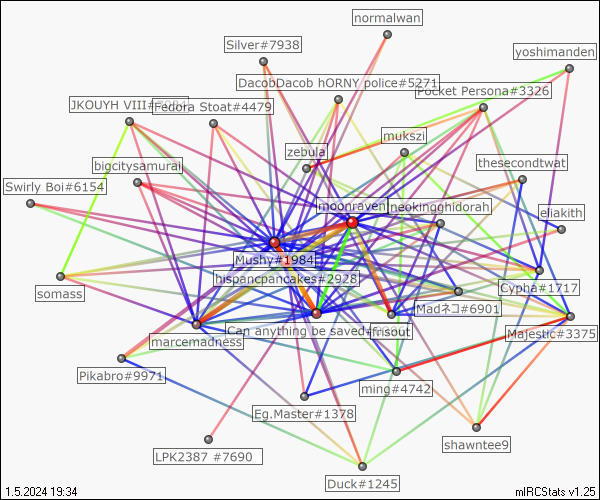 normalwan
Silver#7938
yoshimanden
DacobDacob hORNY police#5271
Pocket Persona#3326
JKOUYH VIII#
Fedora Stoat#4479
mukszi
zebula
thesecondtwat
bigcitysamurai
Swirly Boi#6154
moonraven
neokingghidorah
eliakith
Mushy#1984
hispancpancakes#2928
Cypha#1717
somass
Madネコ#6901
Can anything be saved
frisout
Majestic#3375
marcemadness
Pikabro#9971
ming#4742
Eg.Master#1378
shawntee9
LPK2387 #7690
Duck#1245
1.5.2024 19:34
mIRCStats v1.25